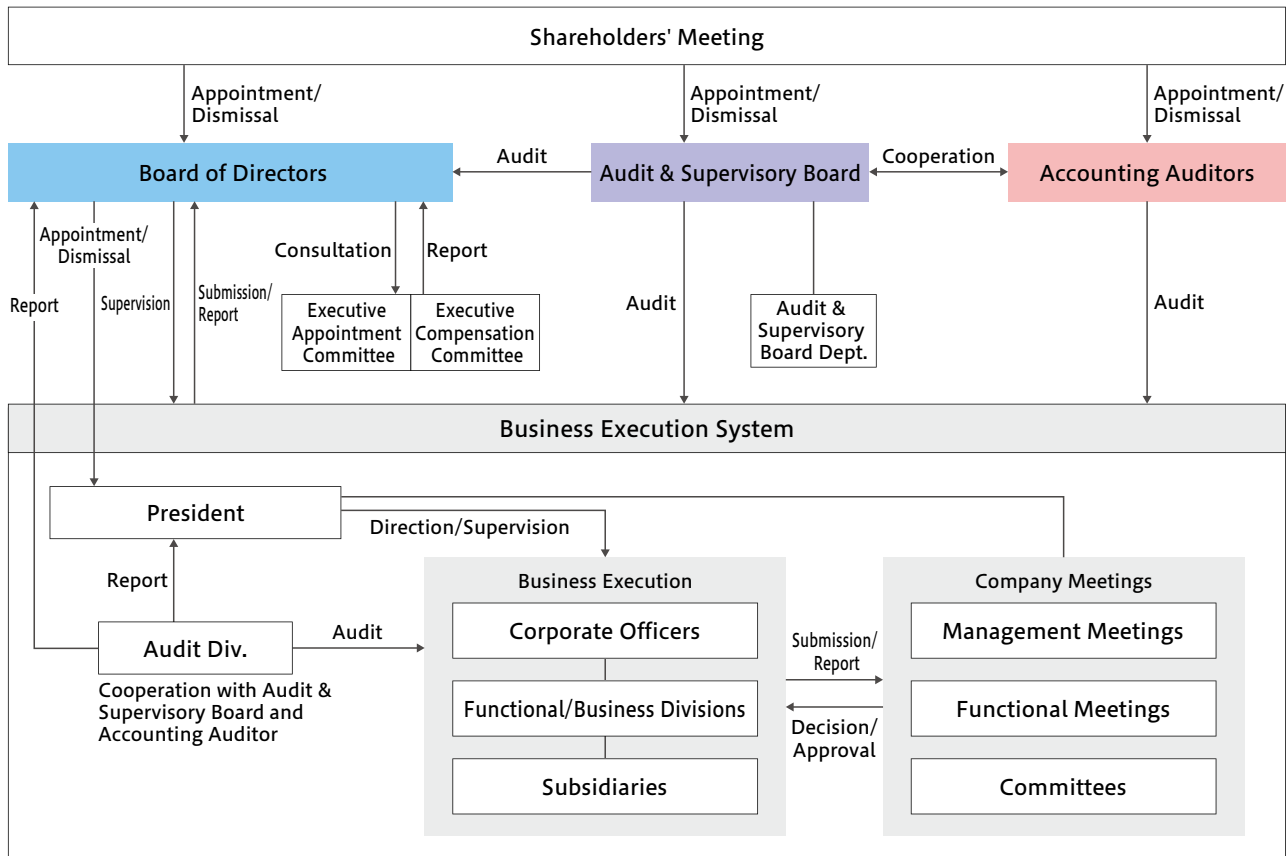 Shareholders' Meeting
Appointment/
Dismissal
Appointment/
Dismissal
Appointment/
Dismissal
Board of Directors
Audit
Audit & Supervisory Board
Cooperation
Accounting Auditors
Report
Appointment/
Dismissal
Supervision
Submission/
Report
Consultation
Report
Executive
Appointment
Committee
Executive
Compensation
Committee
Audit
Audit &
Supervisory
Board Dept.
Audit
Business Execution System
President
Direction/Supervision
Report
Audit Div.
Audit
Cooperation with Audit &
Supervisory Board and
Accounting Auditor
Business Execution
Corporate Officers
Functional/Business Divisions
Subsidiaries
Submission/
Report
Decision/
Approval
Company Meetings
Management Meetings
Functional Meetings
Committees